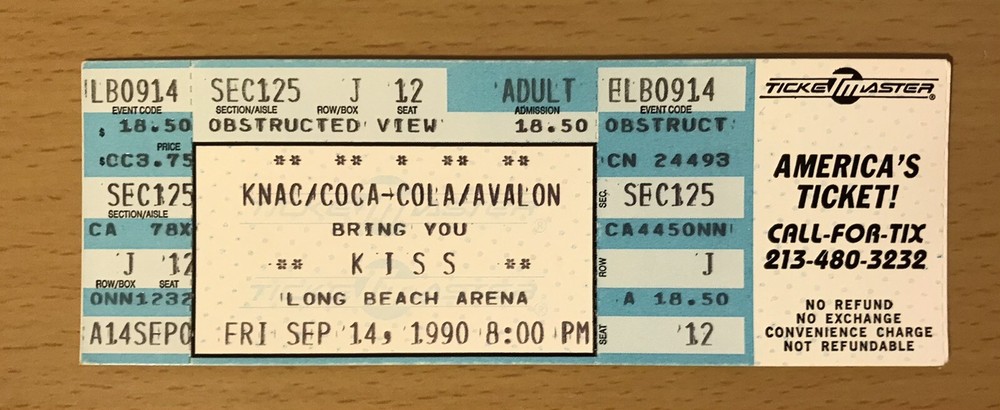 LB0914
EVENT CODE
$ 18.50
PRICE
$CC3.75
SEC125
SECTION/AISLE
CA 78X
J 12
ROW/BOX SEAT
ONN1232
A14SEP0
SEC125 J 12 ADULT
SECTION/AISLE ROW/BOX SEAT ADMISSION
OBSTRUCTED VIEW 18.50
** ** * ** **
KNAC/COCA-COLA/AVALON
BRING YOU
** KISS **
LONG BEACH ARENA
FRI SEP 14, 1990 8:00 PM
ELB0914
OBSTRUCT
CN 24493
SEC. SEC125
CA4450NN
ROW J
A 18.50
SEAT 12
TICKETMASTER®
AMERICA'S
TICKET!
CALL-FOR-TIX
213-480-3232
NO REFUND
NO EXCHANGE
CONVENIENCE CHARGE
NOT REFUNDABLE